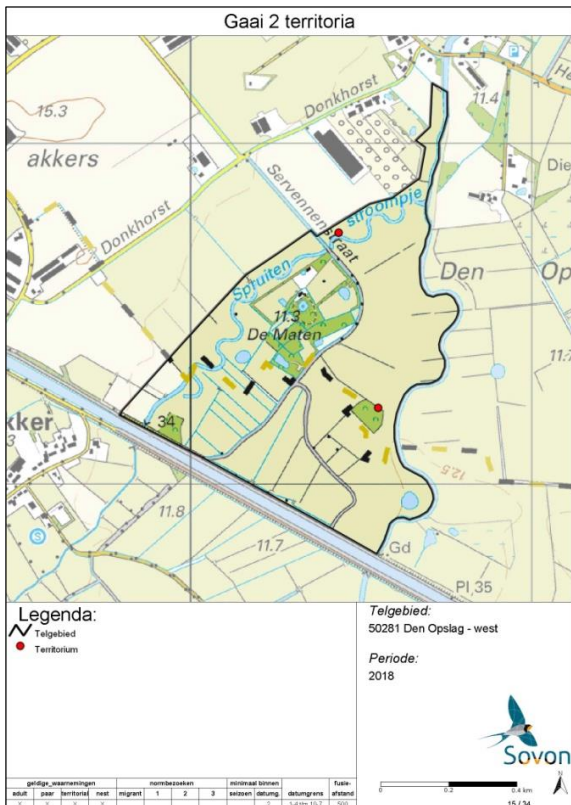 Gaai 2 territoria
15.3
akkers
Donkhorst
11.4
Servennen
straat
stroompje
Donkhorst
Spruiten
Den
11.3
De Maten
11.7
34
kker
12.5
11.8
11.7
Gd
Pl,35
Legenda:
Telgebied
Territorium
Telgebied:
50281 Den Opslag - west
Periode:
2018
Sovon
geldige_waarnemingen normbezoeken minimaal binnen fusie-
adult paar territorial nest migrant 1 2 3 seizoen datumg. datumgrens afstand
0 0.2 0.4 km
15 / 34